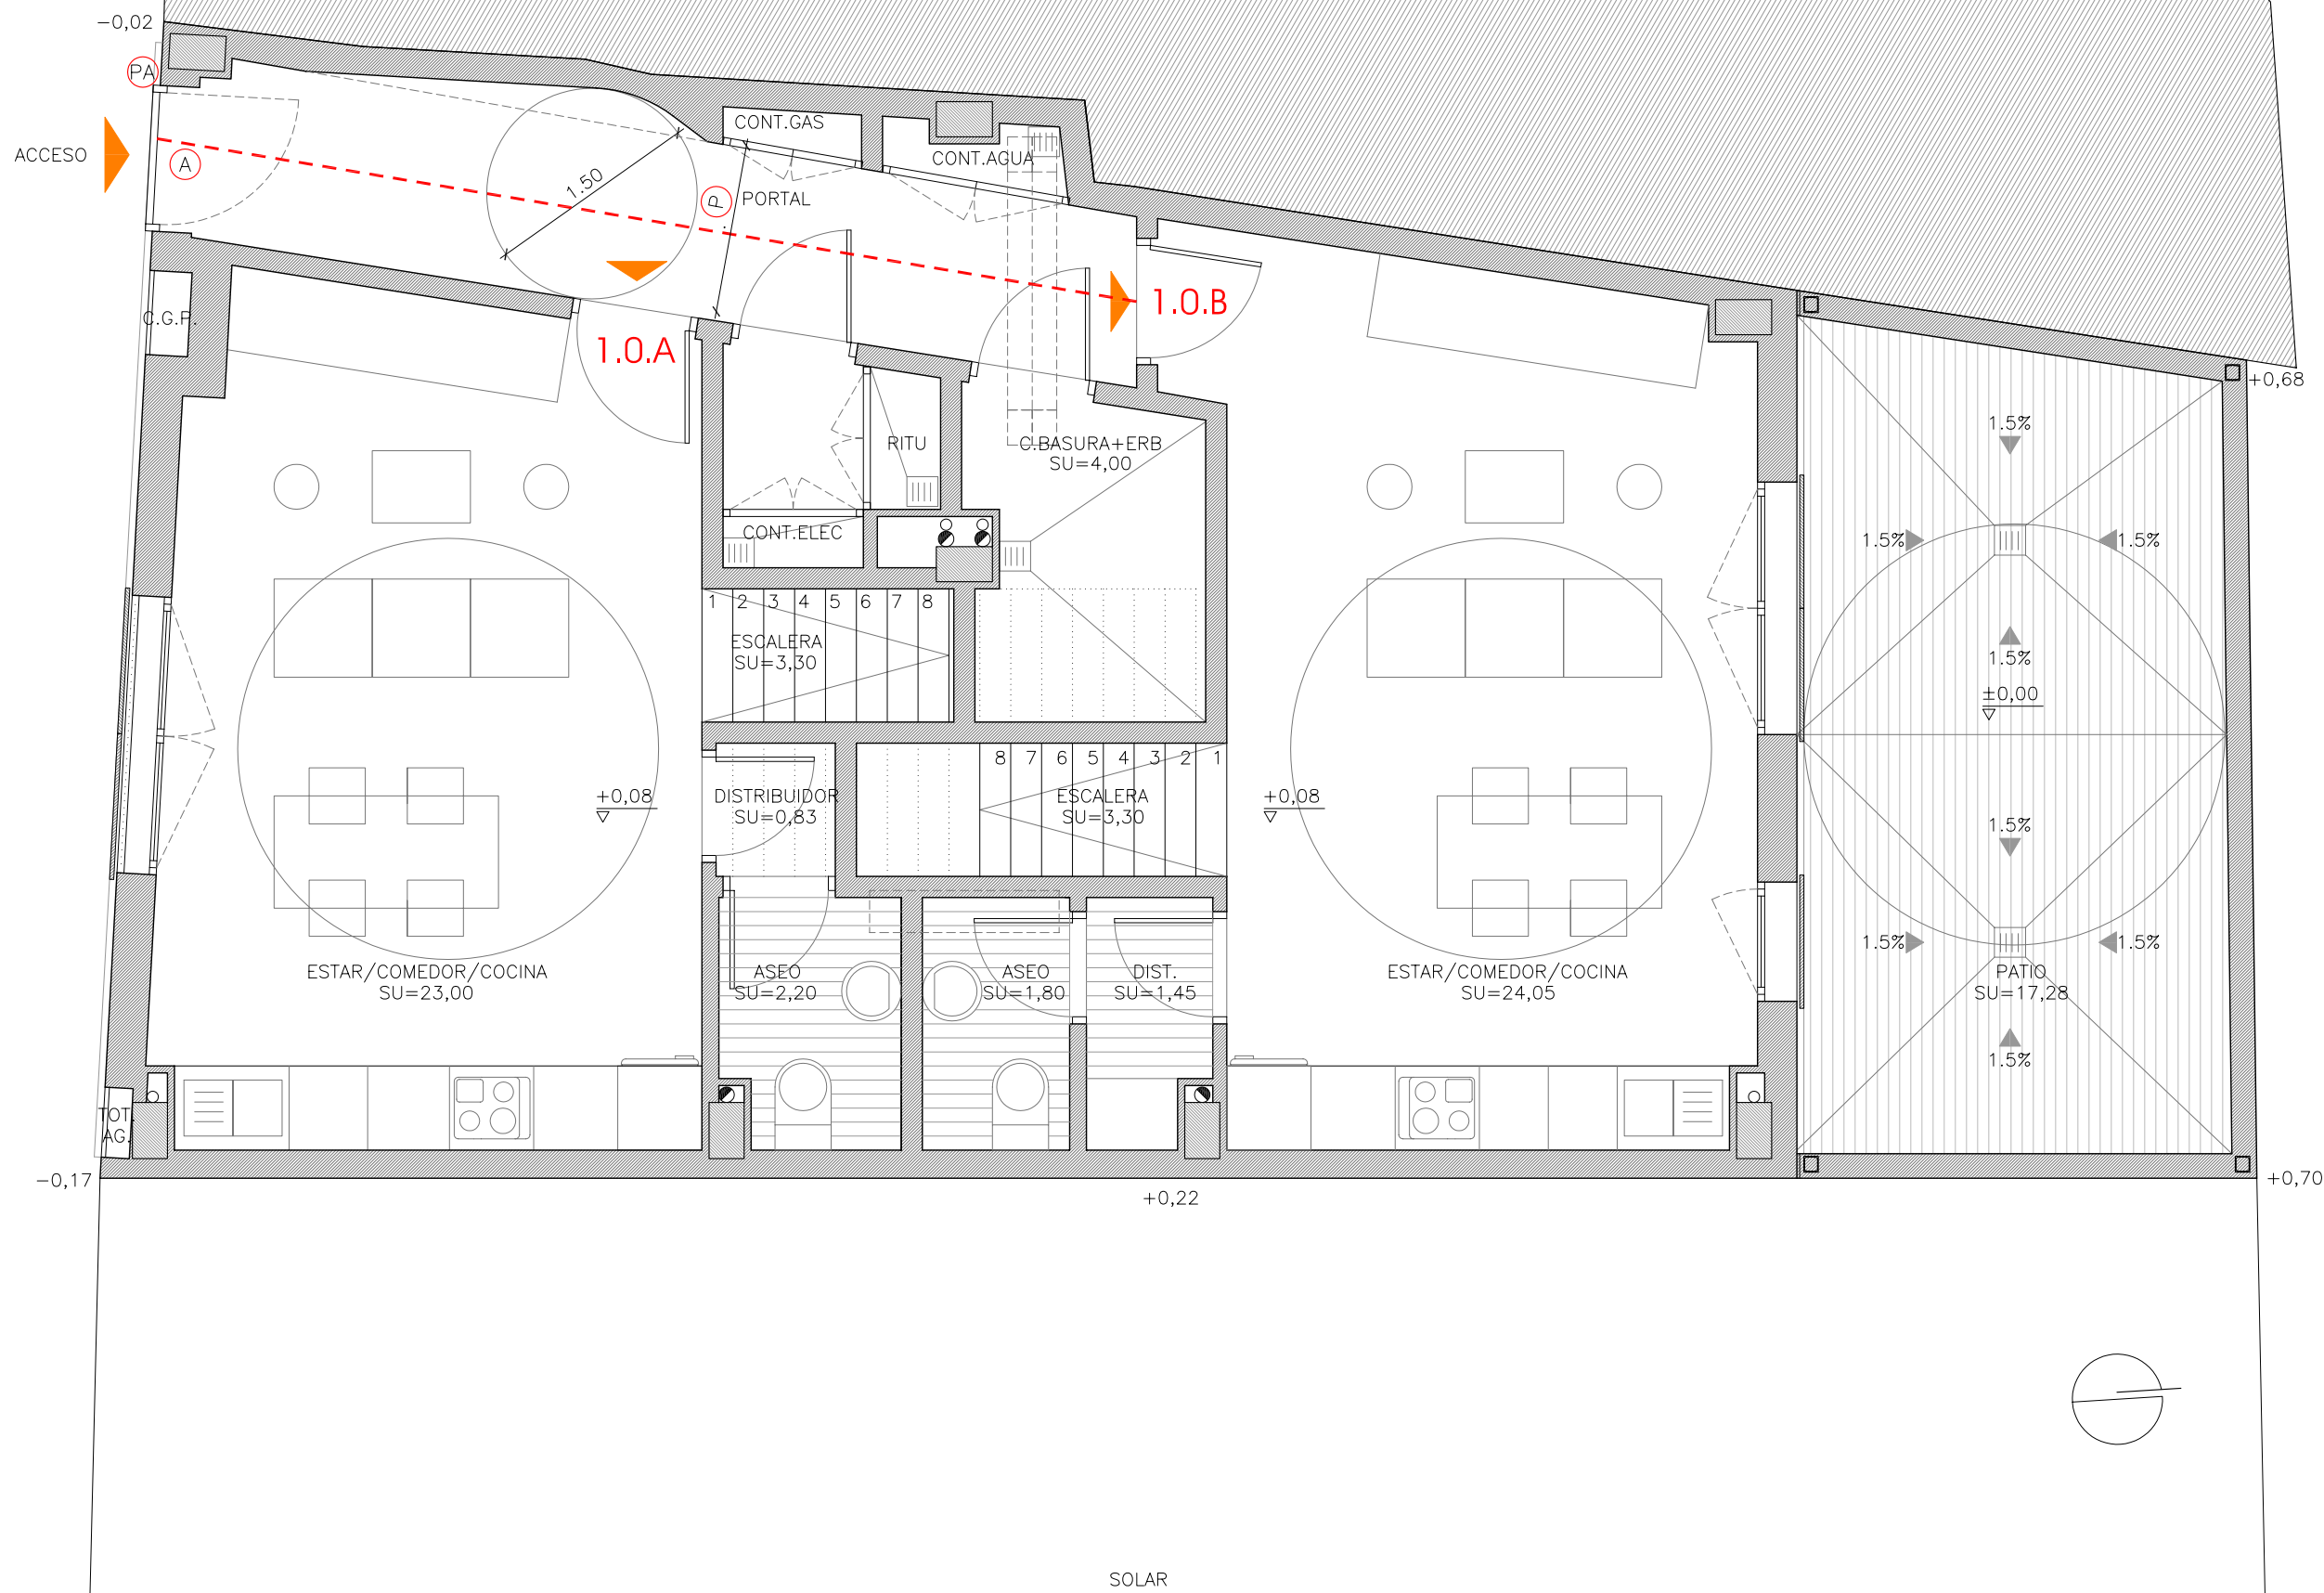 −0,02
PA
CONT.GAS
ACCESO
A
CONT.AGUA
1.50
P
PORTAL
1.0.B
C.G.P.
1.0.A
+0,68
1.5%
RITU
C.BASURA+ERB
SU=4,00
CONT.ELEC
1.5%
1.5%
1 2 3 4 5 6 7 8
ESCALERA
SU=3,30
1.5%
±0,00
8 7 6 5 4 3 2 1
+0,08
DISTRIBUIDOR
SU=0,83
ESCALERA
SU=3,30
+0,08
1.5%
1.5%
1.5%
ESTAR/COMEDOR/COCINA
SU=23,00
ASEO
SU=2,20
ASEO
SU=1,80
DIST.
SU=1,45
ESTAR/COMEDOR/COCINA
SU=24,05
PATIO
SU=17,28
1.5%
TOT.
AG.
−0,17
+0,22
+0,70
SOLAR